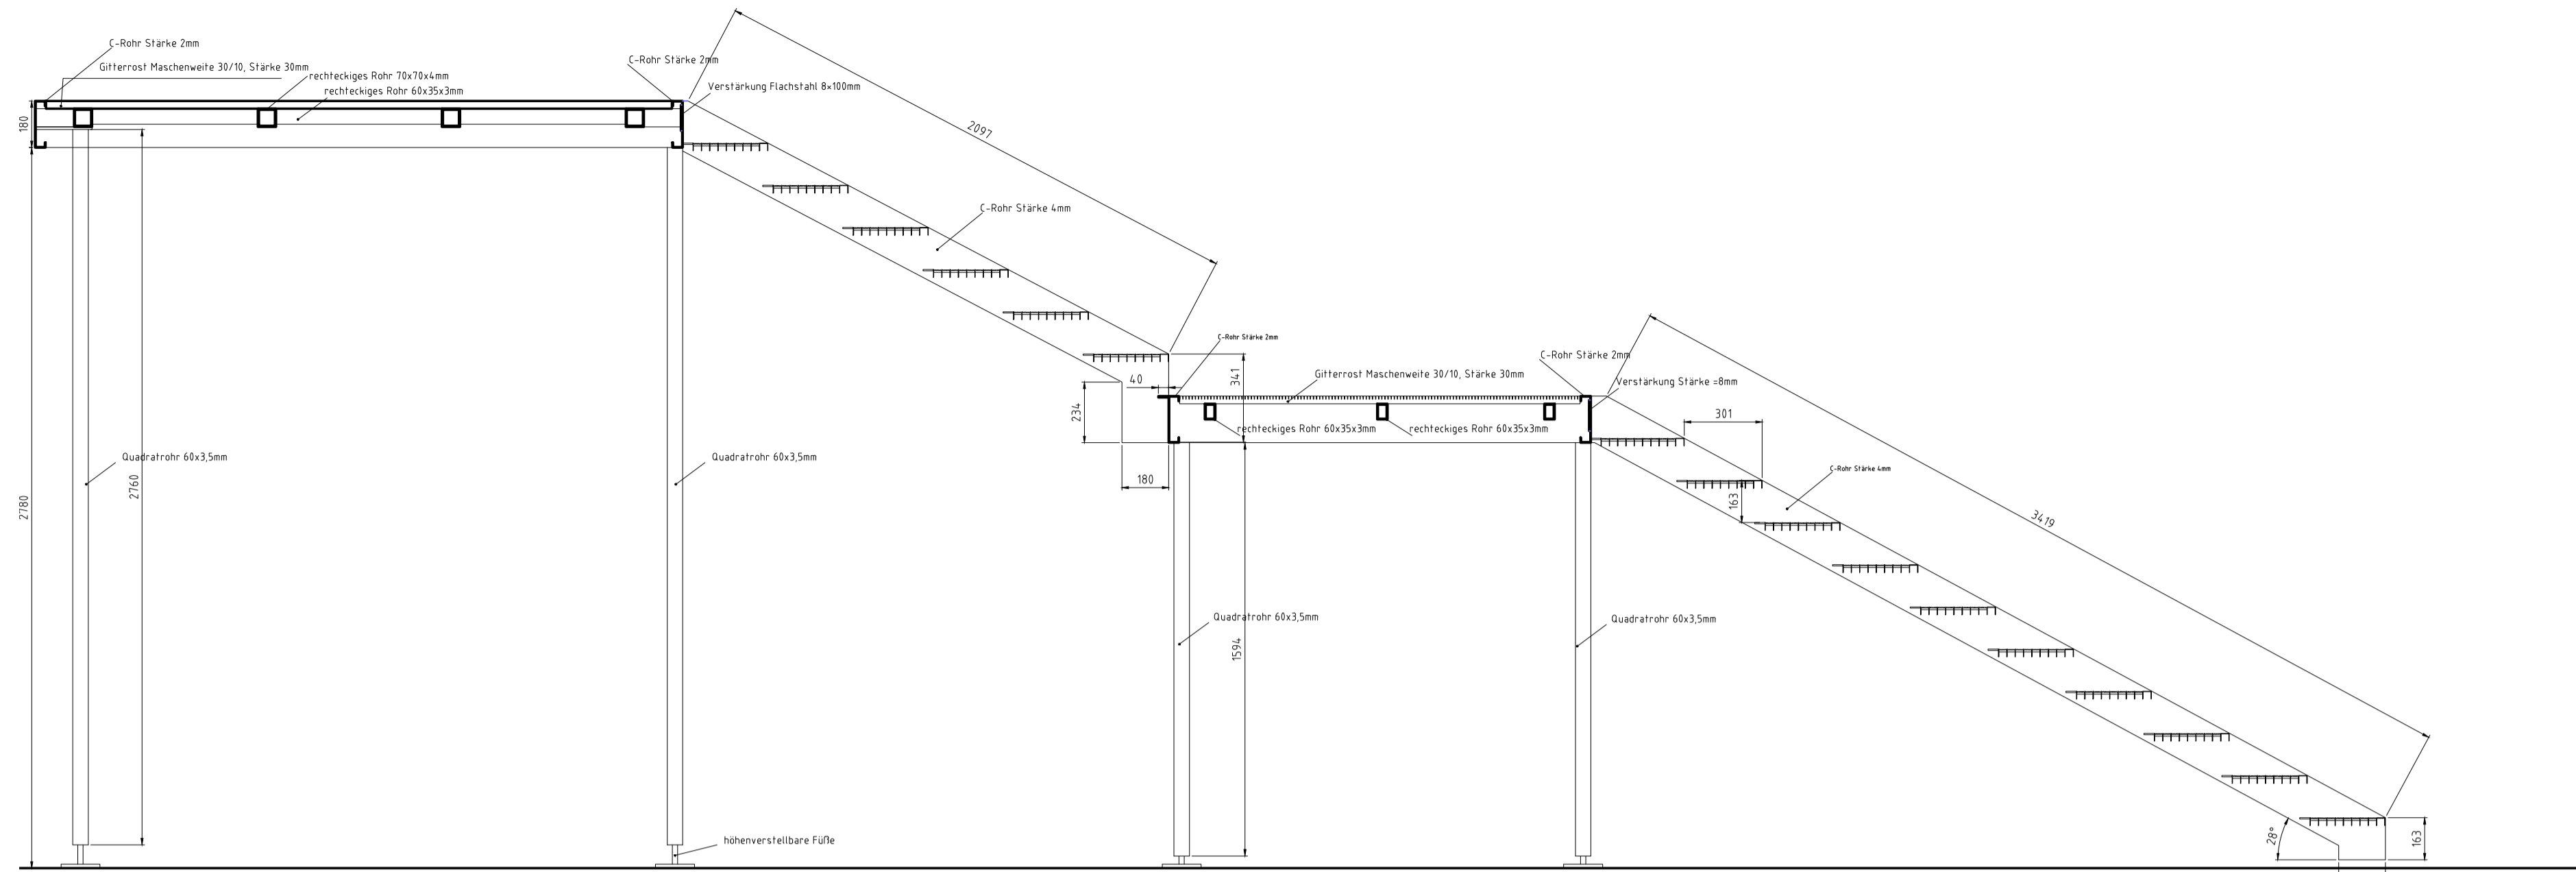 C-Rohr Stärke 2mm
Gitterrost Maschenweite 30/10, Stärke 30mm
rechteckiges Rohr 70x70x4mm
rechteckiges Rohr 60x35x3mm
C-Rohr Stärke 2mm
Verstärkung Flachstahl 8×100mm
180
2097
C-Rohr Stärke 4mm
C-Rohr Stärke 2mm
40
341
234
Gitterrost Maschenweite 30/10, Stärke 30mm
C-Rohr Stärke 2mm
Verstärkung Stärke =8mm
301
rechteckiges Rohr 60x35x3mm
rechteckiges Rohr 60x35x3mm
Quadratrohr 60x3,5mm
Quadratrohr 60x3,5mm
C-Rohr Stärke 4mm
180
2760
2780
163
3419
Quadratrohr 60x3,5mm
Quadratrohr 60x3,5mm
1594
höhenverstellbare Füße
28°
163